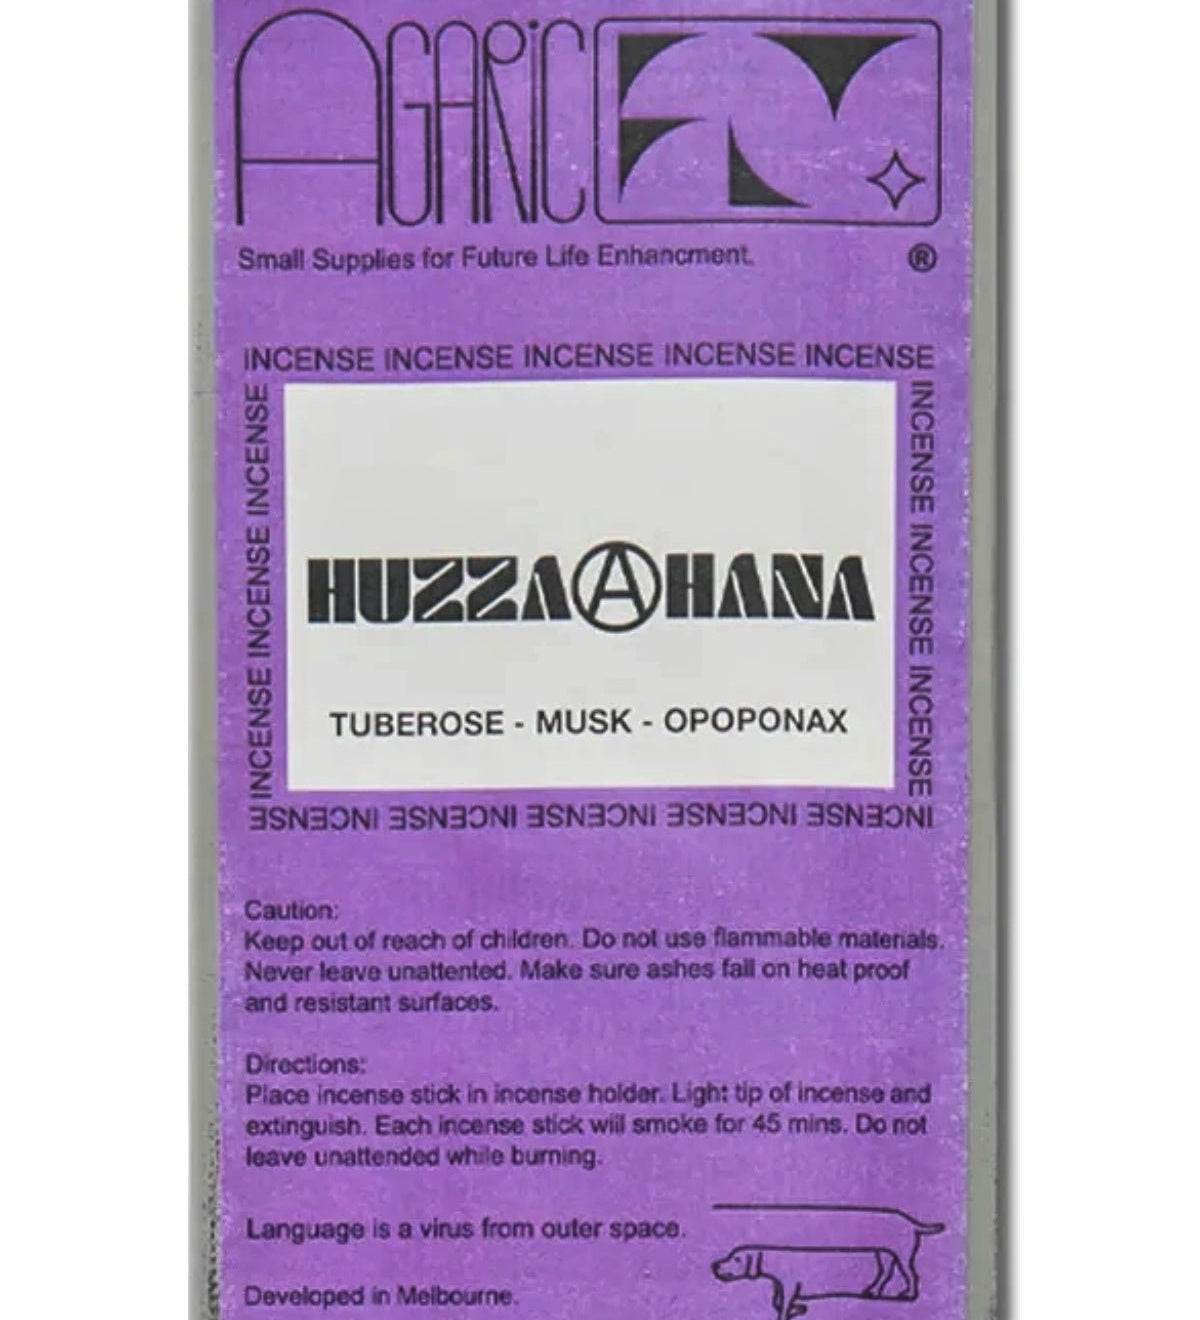 AGARIC
Small Supplies for Future Life Enhancment.
®
INCENSE INCENSE INCENSE INCENSE INCENSE
INCENSE INCENSE INCENSE
INCENSE INCENSE INCENSE
HUZZAⒶHANA
TUBEROSE - MUSK - OPOPONAX
INCENSE INCENSE INCENSE INCENSE INCENSE
Caution:
Keep out of reach of children. Do not use flammable materials.
Never leave unattented. Make sure ashes fall on heat proof
and resistant surfaces.
Directions:
Place incense stick in incense holder. Light tip of incense and
extinguish. Each incense stick will smoke for 45 mins. Do not
leave unattended while burning.
Language is a virus from outer space.
Developed in Melbourne.